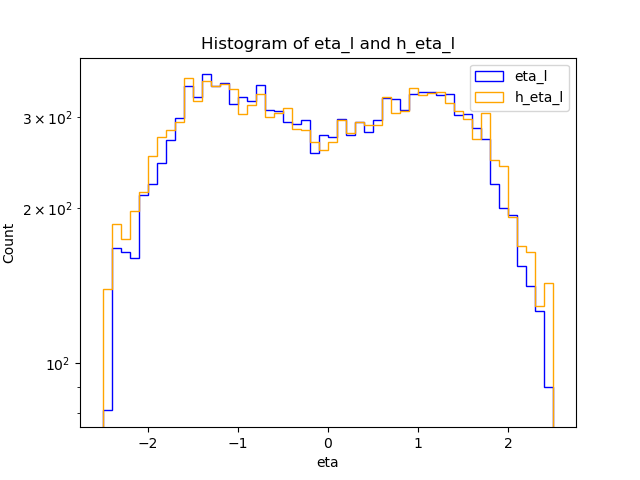 Histogram of eta_l and h_eta_l
eta_l
h_eta_l
3 × 10²
2 × 10²
10²
Count
−2
−1
0
1
2
eta